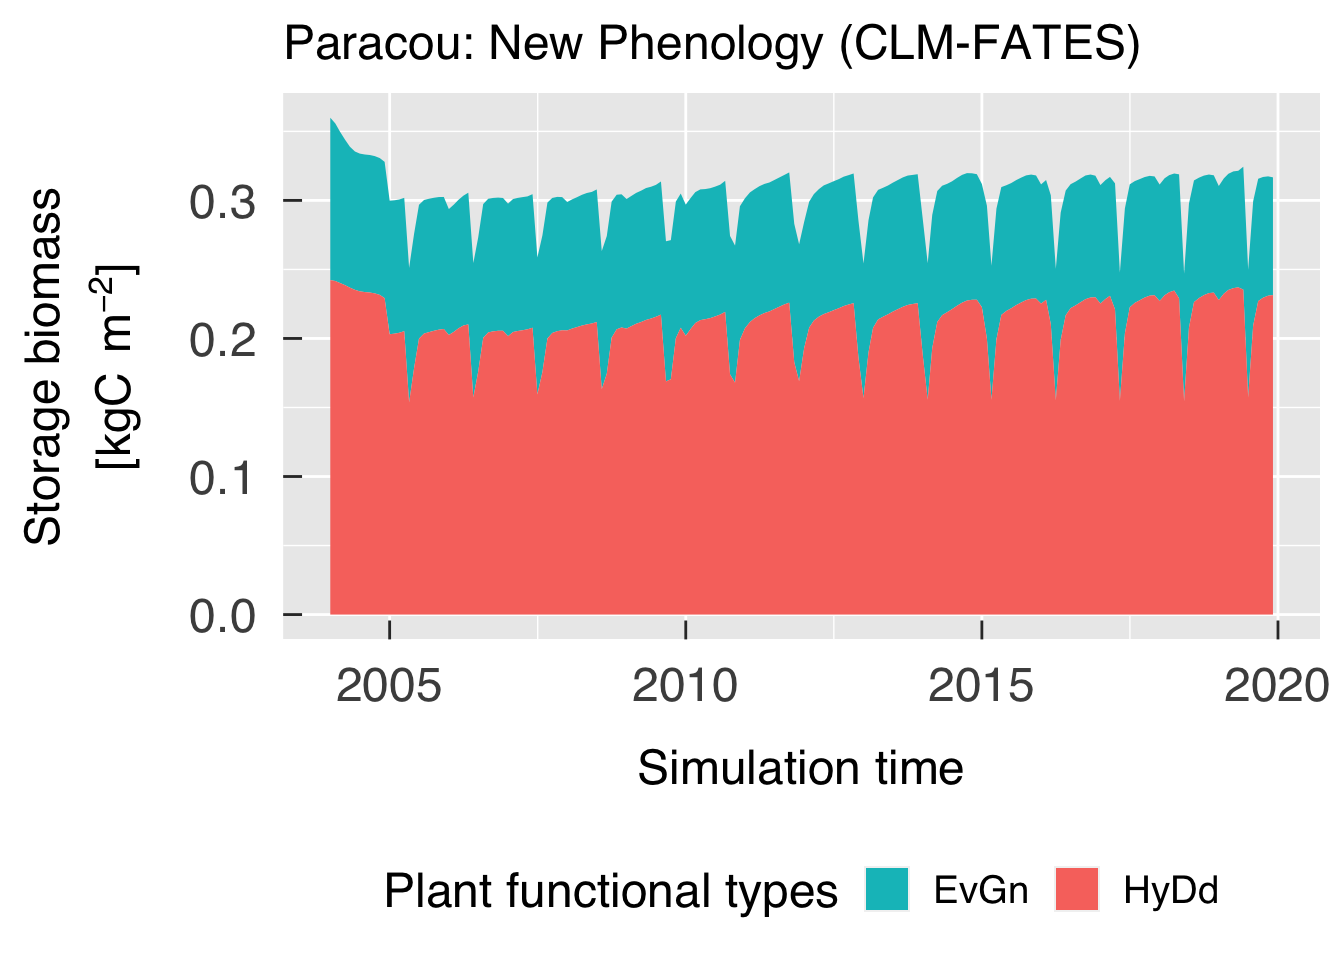 Paracou: New Phenology (CLM-FATES)
Storage biomass
[kgC m⁻²]
0.3
0.2
0.1
0.0
2005 2010 2015 2020
Simulation time
Plant functional types EvGn HyDd